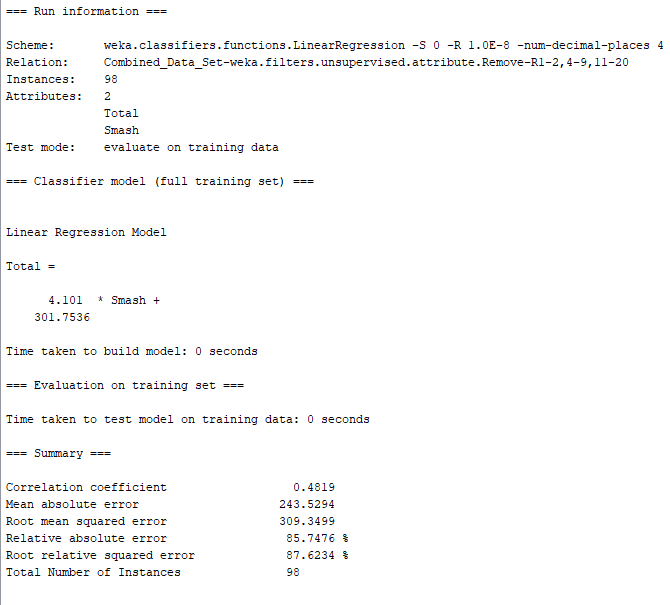 === Run information ===
Scheme: weka.classifiers.functions.LinearRegression -S 0 -R 1.0E-8 -num-decimal-places 4
Relation: Combined_Data_Set-weka.filters.unsupervised.attribute.Remove-R1-2,4-9,11-20
Instances: 98
Attributes: 2
Total
Smash
Test mode: evaluate on training data
=== Classifier model (full training set) ===
Linear Regression Model
Total =
4.101 * Smash +
301.7536
Time taken to build model: 0 seconds
=== Evaluation on training set ===
Time taken to test model on training data: 0 seconds
=== Summary ===
Correlation coefficient 0.4819
Mean absolute error 243.5294
Root mean squared error 309.3499
Relative absolute error 85.7476 %
Root relative squared error 87.6234 %
Total Number of Instances 98